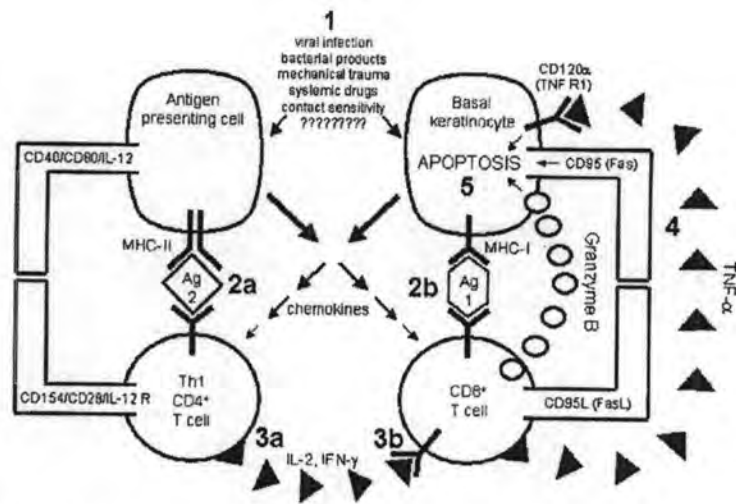 1
viral infection
bacterial products
mechanical trauma
systemic drugs
contact sensitivity
?????????
Antigen
presenting cell
Basal
keratinocyte
CD120α
(TNF R1)
CD40/CD80/IL-12
APOPTOSIS
5
CD95 (Fas)
4
MHC-II
MHC-I
Ag
2
2a
2b
Ag
1
Granzyme B
TNF-α
chemokines
Th1
CD4+
T cell
CD8+
T cell
CD154/CD28/IL-12 R
CD95L (FasL)
3a
3b
IL-2, IFN-γ